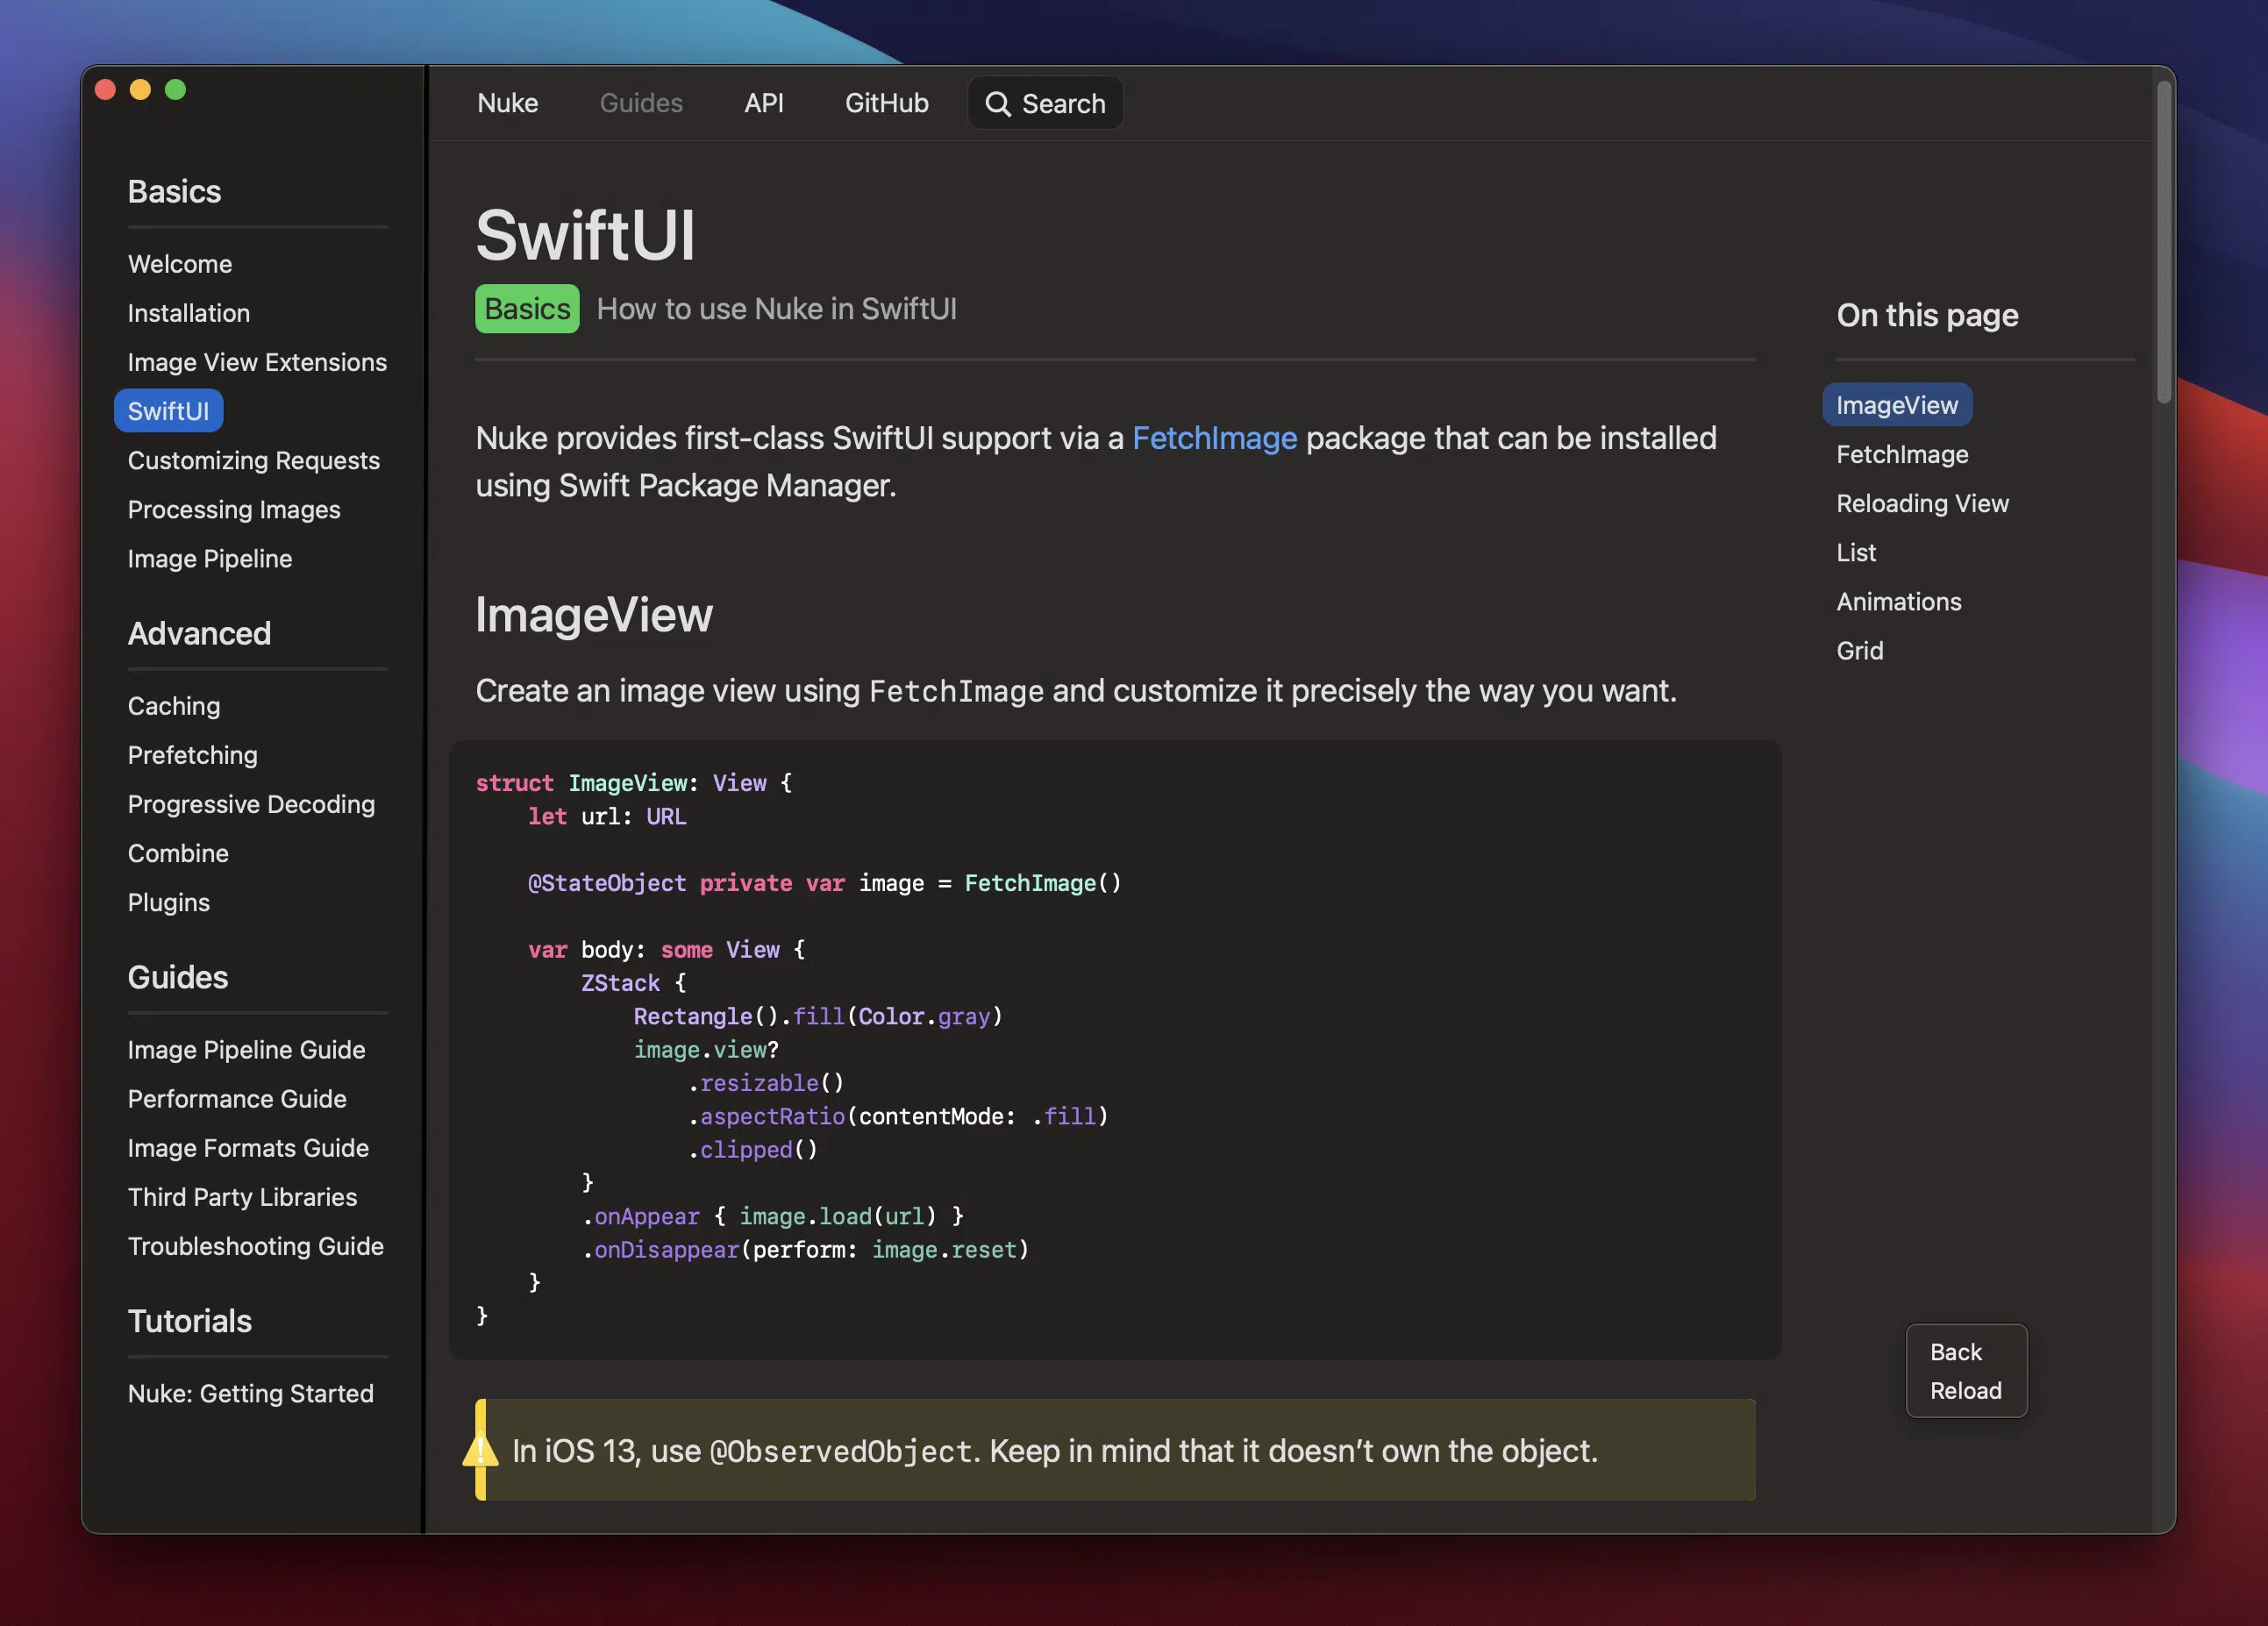 Nuke Guides API GitHub Search
Basics
Welcome
Installation
Image View Extensions
SwiftUI
Customizing Requests
Processing Images
Image Pipeline
Advanced
Caching
Prefetching
Progressive Decoding
Combine
Plugins
Guides
Image Pipeline Guide
Performance Guide
Image Formats Guide
Third Party Libraries
Troubleshooting Guide
Tutorials
Nuke: Getting Started
SwiftUI
Basics How to use Nuke in SwiftUI
Nuke provides first-class SwiftUI support via a FetchImage package that can be installed
using Swift Package Manager.
ImageView
Create an image view using FetchImage and customize it precisely the way you want.
struct ImageView: View {
    let url: URL

    @StateObject private var image = FetchImage()

    var body: some View {
        ZStack {
            Rectangle().fill(Color.gray)
            image.view?
                .resizable()
                .aspectRatio(contentMode: .fill)
                .clipped()
        }
        .onAppear { image.load(url) }
        .onDisappear(perform: image.reset)
    }
}
In iOS 13, use @ObservedObject. Keep in mind that it doesn’t own the object.
On this page
ImageView
FetchImage
Reloading View
List
Animations
Grid
Back
Reload